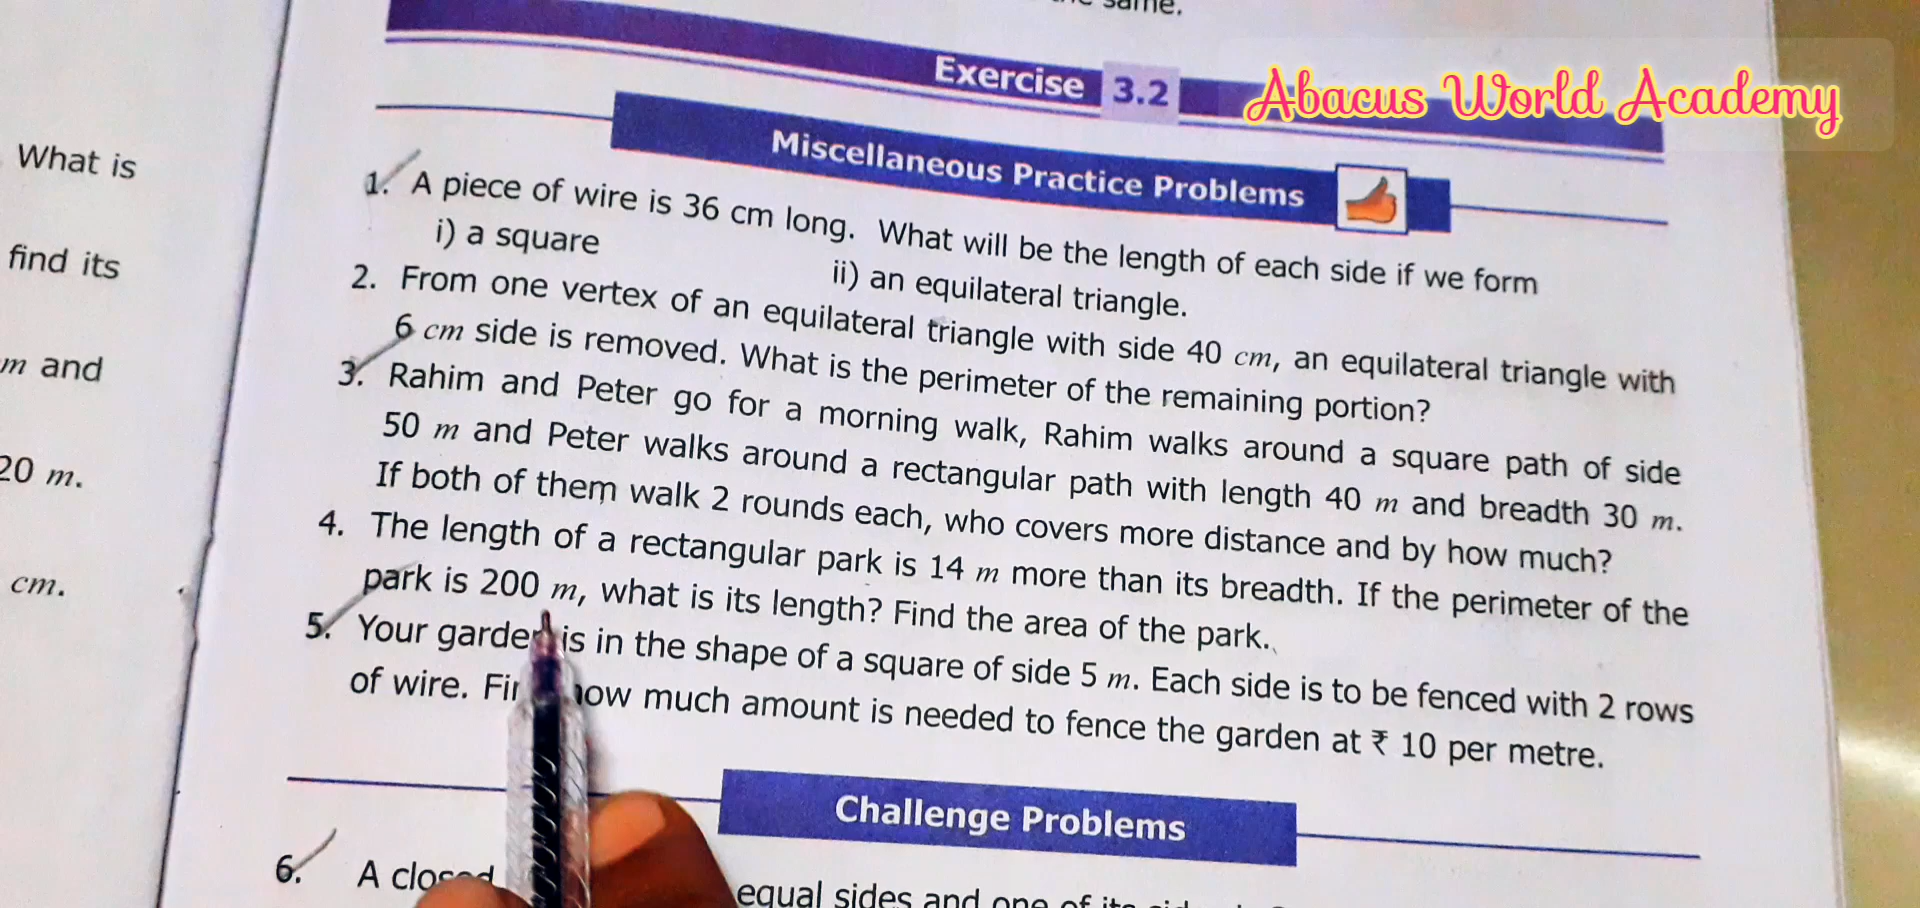 same.
Exercise 3.2
Abacus World Academy
Miscellaneous Practice Problems
What is
find its
m and
20 m.
cm.
1. A piece of wire is 36 cm long. What will be the length of each side if we form
i) a square ii) an equilateral triangle.
2. From one vertex of an equilateral triangle with side 40 cm, an equilateral triangle with
6 cm side is removed. What is the perimeter of the remaining portion?
3. Rahim and Peter go for a morning walk, Rahim walks around a square path of side
50 m and Peter walks around a rectangular path with length 40 m and breadth 30 m.
If both of them walk 2 rounds each, who covers more distance and by how much?
4. The length of a rectangular park is 14 m more than its breadth. If the perimeter of the
park is 200 m, what is its length? Find the area of the park.
5. Your garden is in the shape of a square of side 5 m. Each side is to be fenced with 2 rows
of wire. Find how much amount is needed to fence the garden at ₹ 10 per metre.
Challenge Problems
6. A closed equal sides and one of its